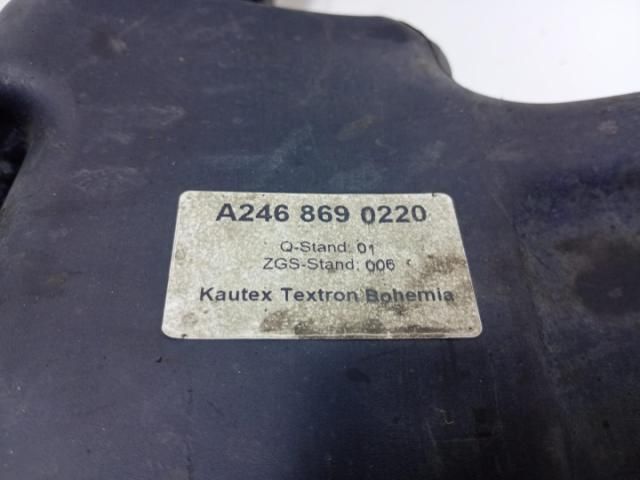 A246 869 0220
Q-Stand: 01
ZGS-Stand: 006
Kautex Textron Bohemia